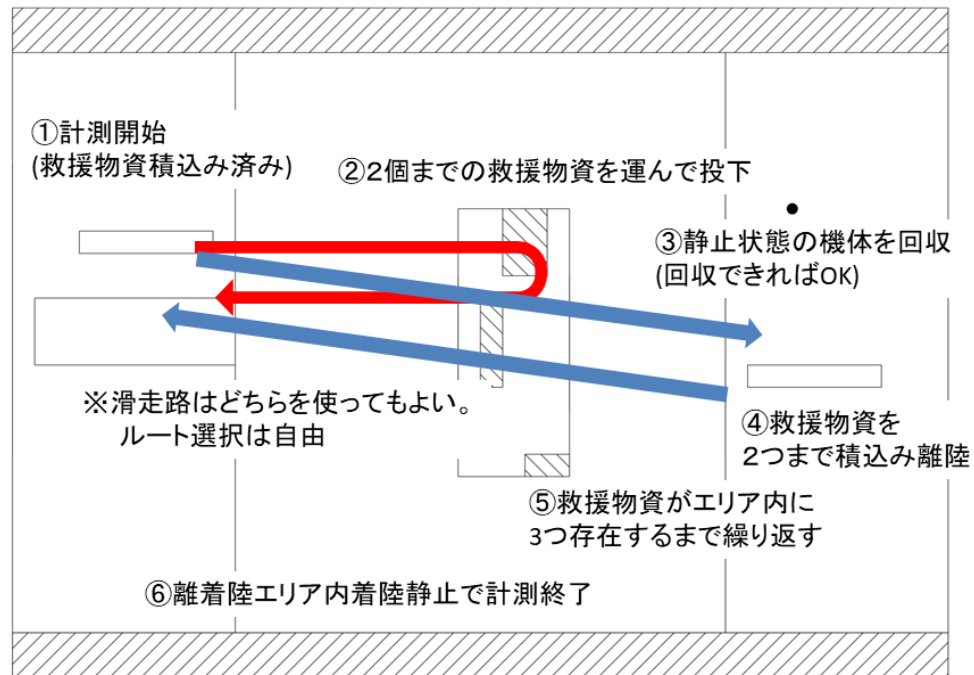 ①計測開始
(救援物資積込み済み)
②2個までの救援物資を運んで投下
③静止状態の機体を回収
(回収できればOK)
※滑走路はどちらを使ってもよい。
ルート選択は自由
④救援物資を
2つまで積込み離陸
⑤救援物資がエリア内に
3つ存在するまで繰り返す
⑥離着陸エリア内着陸静止で計測終了